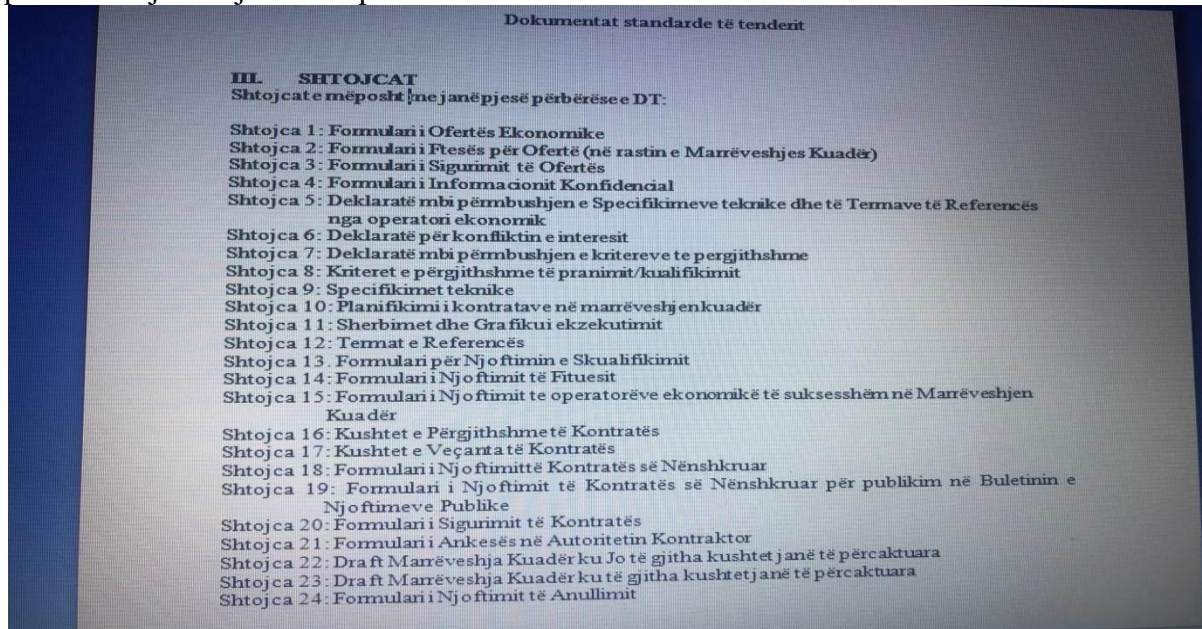 Dokumentat standarde të tenderit
III. SHTOJCAT
Shtojcat e mëposhtme janë pjesë përbërëse e DT:
Shtojca 1: Formulari i Ofertës Ekonomike
Shtojca 2: Formulari i Ftesës për Ofertë (në rastin e Marrëveshjes Kuadër)
Shtojca 3: Formulari i Sigurimit të Ofertës
Shtojca 4: Formulari i Informacionit Konfidencial
Shtojca 5: Deklaratë mbi përmbushjen e Specifikimeve teknike dhe të Termave të Referencës
nga operatori ekonomik
Shtojca 6: Deklaratë për konfliktin e interesit
Shtojca 7: Deklaratë mbi përmbushjen e kritereve te pergjithshme
Shtojca 8: Kriteret e përgjithshme të pranimit/kualifikimit
Shtojca 9: Specifikimet teknike
Shtojca 10: Planifikimi i kontratave në marrëveshjen kuadër
Shtojca 11: Sherbimet dhe Grafikui ekzekutimit
Shtojca 12: Termat e Referencës
Shtojca 13. Formulari për Njoftimin e Skualifikimit
Shtojca 14: Formulari i Njoftimit të Fituesit
Shtojca 15: Formulari i Njoftimit te operatorëve ekonomikë të suksesshëm në Marrëveshjen
Kuadër
Shtojca 16: Kushtet e Përgjithshme të Kontratës
Shtojca 17: Kushtet e Veçanta të Kontratës
Shtojca 18: Formulari i Njoftimit të Kontratës së Nënshkruar
Shtojca 19: Formulari i Njoftimit të Kontratës së Nënshkruar për publikim në Buletinin e
Njoftimeve Publike
Shtojca 20: Formulari i Sigurimit të Kontratës
Shtojca 21: Formulari i Ankesës në Autoritetin Kontraktor
Shtojca 22: Draft Marrëveshja Kuadër ku Jo të gjitha kushtet janë të përcaktuara
Shtojca 23: Draft Marrëveshja Kuadër ku të gjitha kushtet janë të përcaktuara
Shtojca 24: Formulari i Njoftimit të Anullimit